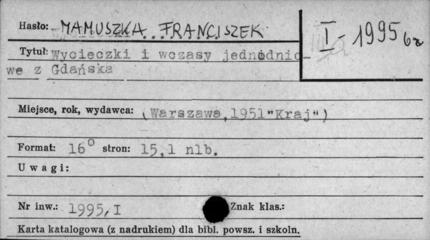 Hasło: MAMUSZKA FRANCISZEK
I - 1995
Tytuł: Wycieczki i wczasy jednodnio-
we z Gdańska
Miejsce, rok, wydawca: (Warszawa,1951"Kraj")
Format: 16° stron: 15,1 nlb.
Uwagi:
Nr inw.: 1995,I Znak klas.:
Karta katalogowa (z nadrukiem) dla bibl. powsz. i szkoln.